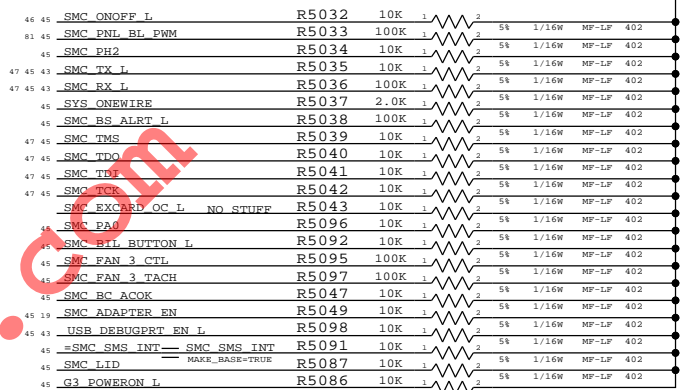 46 45 SMC_ONOFF_L R5032 10K 1 2 5% 1/16W MF-LF 402
81 45 SMC_PNL_BL_PWM R5033 100K 1 2 5% 1/16W MF-LF 402
45 SMC_PH2 R5034 10K 1 2 5% 1/16W MF-LF 402
47 45 43 SMC_TX_L R5035 10K 1 2 5% 1/16W MF-LF 402
47 45 43 SMC_RX_L R5036 100K 1 2 5% 1/16W MF-LF 402
45 SYS_ONEWIRE R5037 2.0K 1 2 5% 1/16W MF-LF 402
45 SMC_BS_ALRT_L R5038 100K 1 2 5% 1/16W MF-LF 402
47 45 SMC_TMS R5039 10K 1 2 5% 1/16W MF-LF 402
47 45 SMC_TDO R5040 10K 1 2 5% 1/16W MF-LF 402
47 45 SMC_TDI R5041 10K 1 2 5% 1/16W MF-LF 402
47 45 SMC_TCK R5042 10K 1 2 5% 1/16W MF-LF 402
SMC_EXCARD_OC_L NO STUFF R5043 10K 1 2 5% 1/16W MF-LF 402
45 SMC_PA0 R5096 10K 1 2 5% 1/16W MF-LF 402
45 SMC_BIL_BUTTON_L R5092 10K 1 2 5% 1/16W MF-LF 402
45 SMC_FAN_3_CTL R5095 100K 1 2 5% 1/16W MF-LF 402
45 SMC_FAN_3_TACH R5097 100K 1 2 5% 1/16W MF-LF 402
45 SMC_BC_ACOK R5047 10K 1 2 5% 1/16W MF-LF 402
45 19 SMC_ADAPTER_EN R5049 10K 1 2 5% 1/16W MF-LF 402
45 43 USB_DEBUGPRT_EN_L R5098 10K 1 2 5% 1/16W MF-LF 402
45 =SMC_SMS_INT SMC_SMS_INT R5091 10K 1 2 5% 1/16W MF-LF 402
MAKE_BASE=TRUE
45 SMC_LID R5087 10K 1 2 5% 1/16W MF-LF 402
45 G3_POWERON_L R5086 10K 1 2
.com